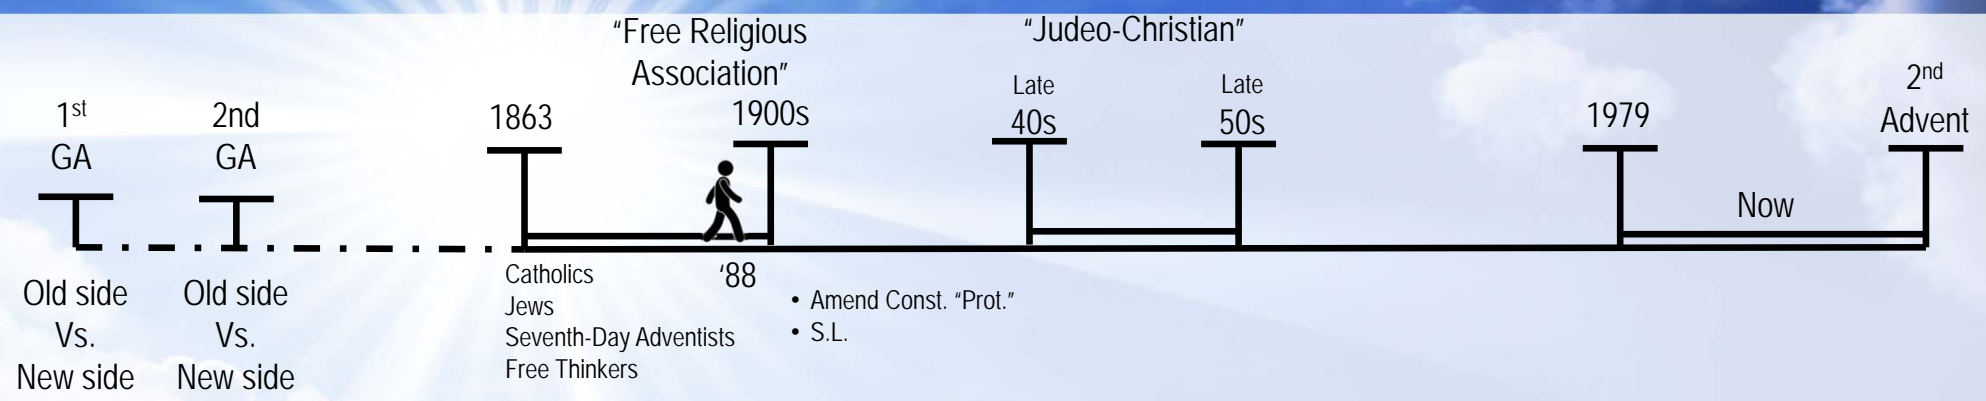 1st
GA
Old side
Vs.
New side
2nd
GA
Old side
Vs.
New side
1863
Catholics
Jews
Seventh-Day Adventists
Free Thinkers
“Free Religious
Association”
1900s
‘88
• Amend Const. “Prot.”
• S.L.
“Judeo-Christian”
Late
40s
Late
50s
1979
Now
2nd
Advent